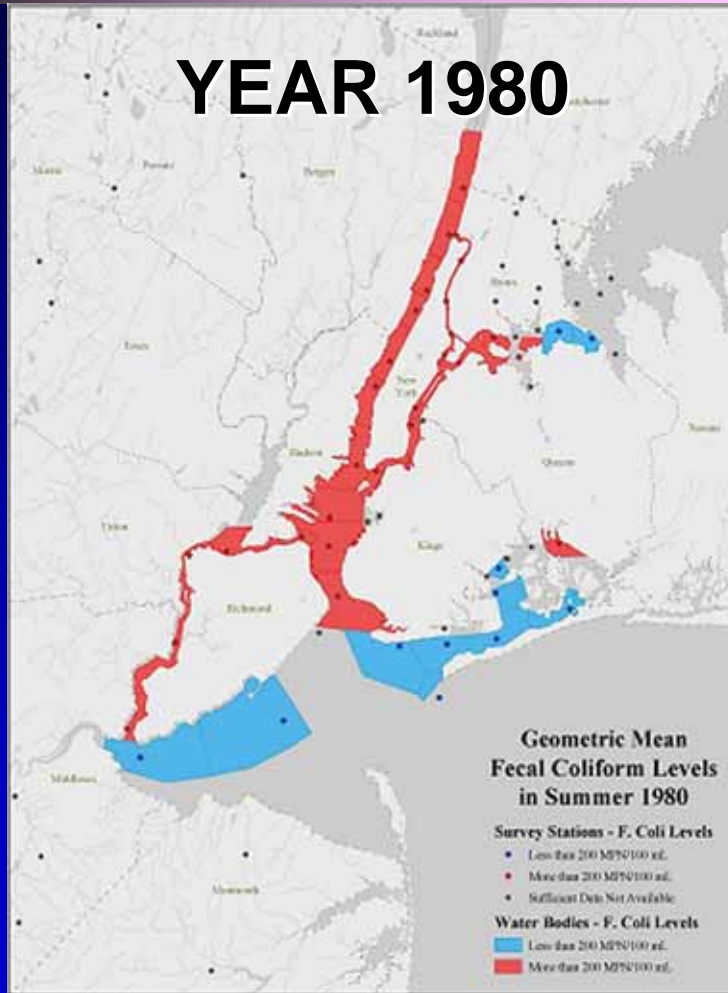 YEAR 1980
Rockland
Westchester
Morris
Passaic
Bergen
Essex
Bronx
New
York
Nassau
Hudson
Queens
Union
Kings
Richmond
Middlesex
Monmouth
Geometric Mean
Fecal Coliform Levels
in Summer 1980
Survey Stations - F. Coli Levels
Less than 200 MPN/100 mL
More than 200 MPN/100 mL
Sufficient Data Not Available
Water Bodies - F. Coli Levels
Less than 200 MPN/100 mL
More than 200 MPN/100 mL